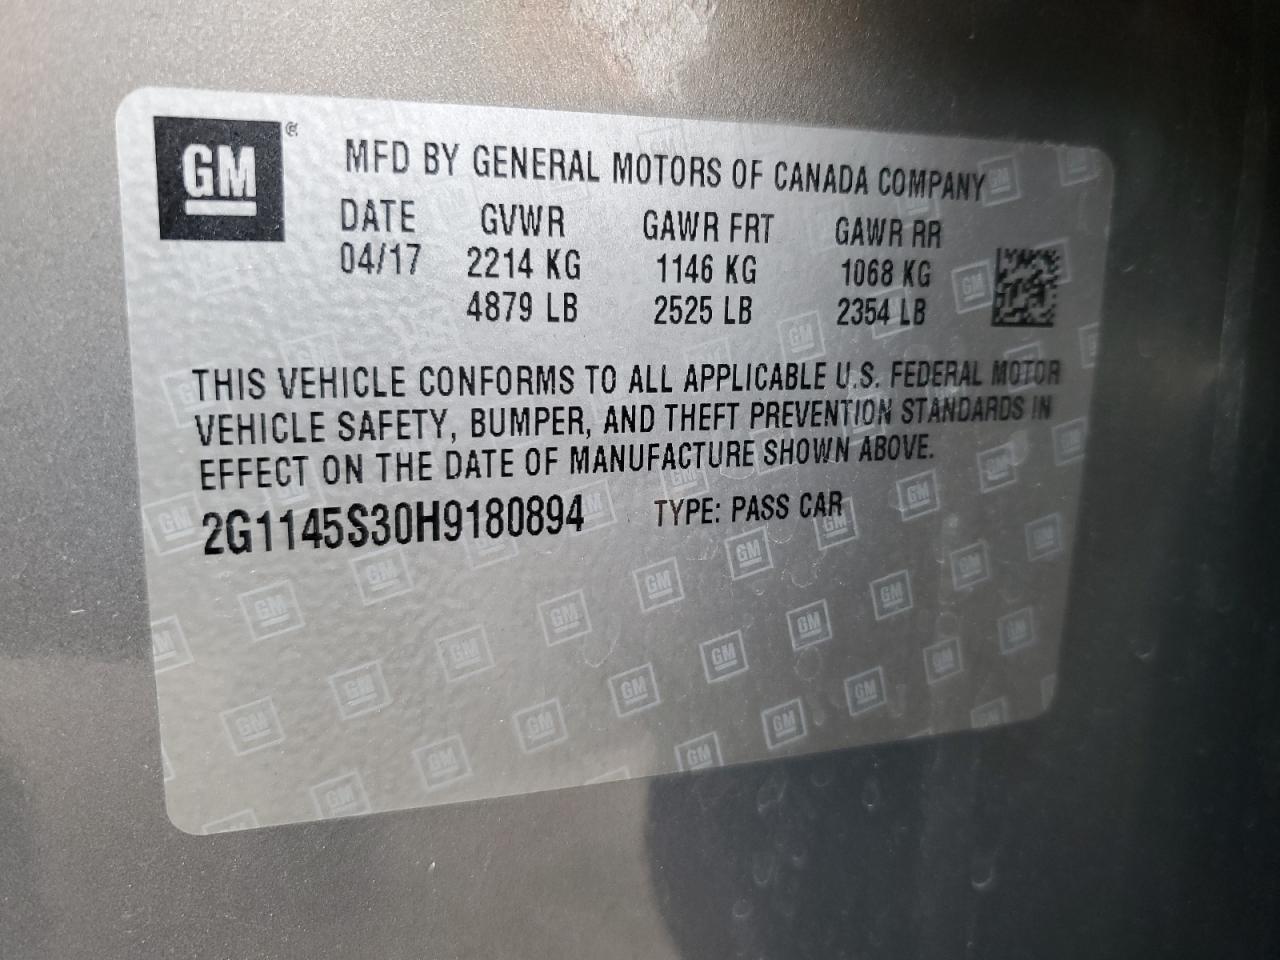 GM
MFD BY GENERAL MOTORS OF CANADA COMPANY
DATE GVWR GAWR FRT GAWR RR
04/17 2214 KG 1146 KG 1068 KG
4879 LB 2525 LB 2354 LB
THIS VEHICLE CONFORMS TO ALL APPLICABLE U.S. FEDERAL MOTOR
VEHICLE SAFETY, BUMPER, AND THEFT PREVENTION STANDARDS IN
EFFECT ON THE DATE OF MANUFACTURE SHOWN ABOVE.
2G1145S30H9180894 TYPE: PASS CAR